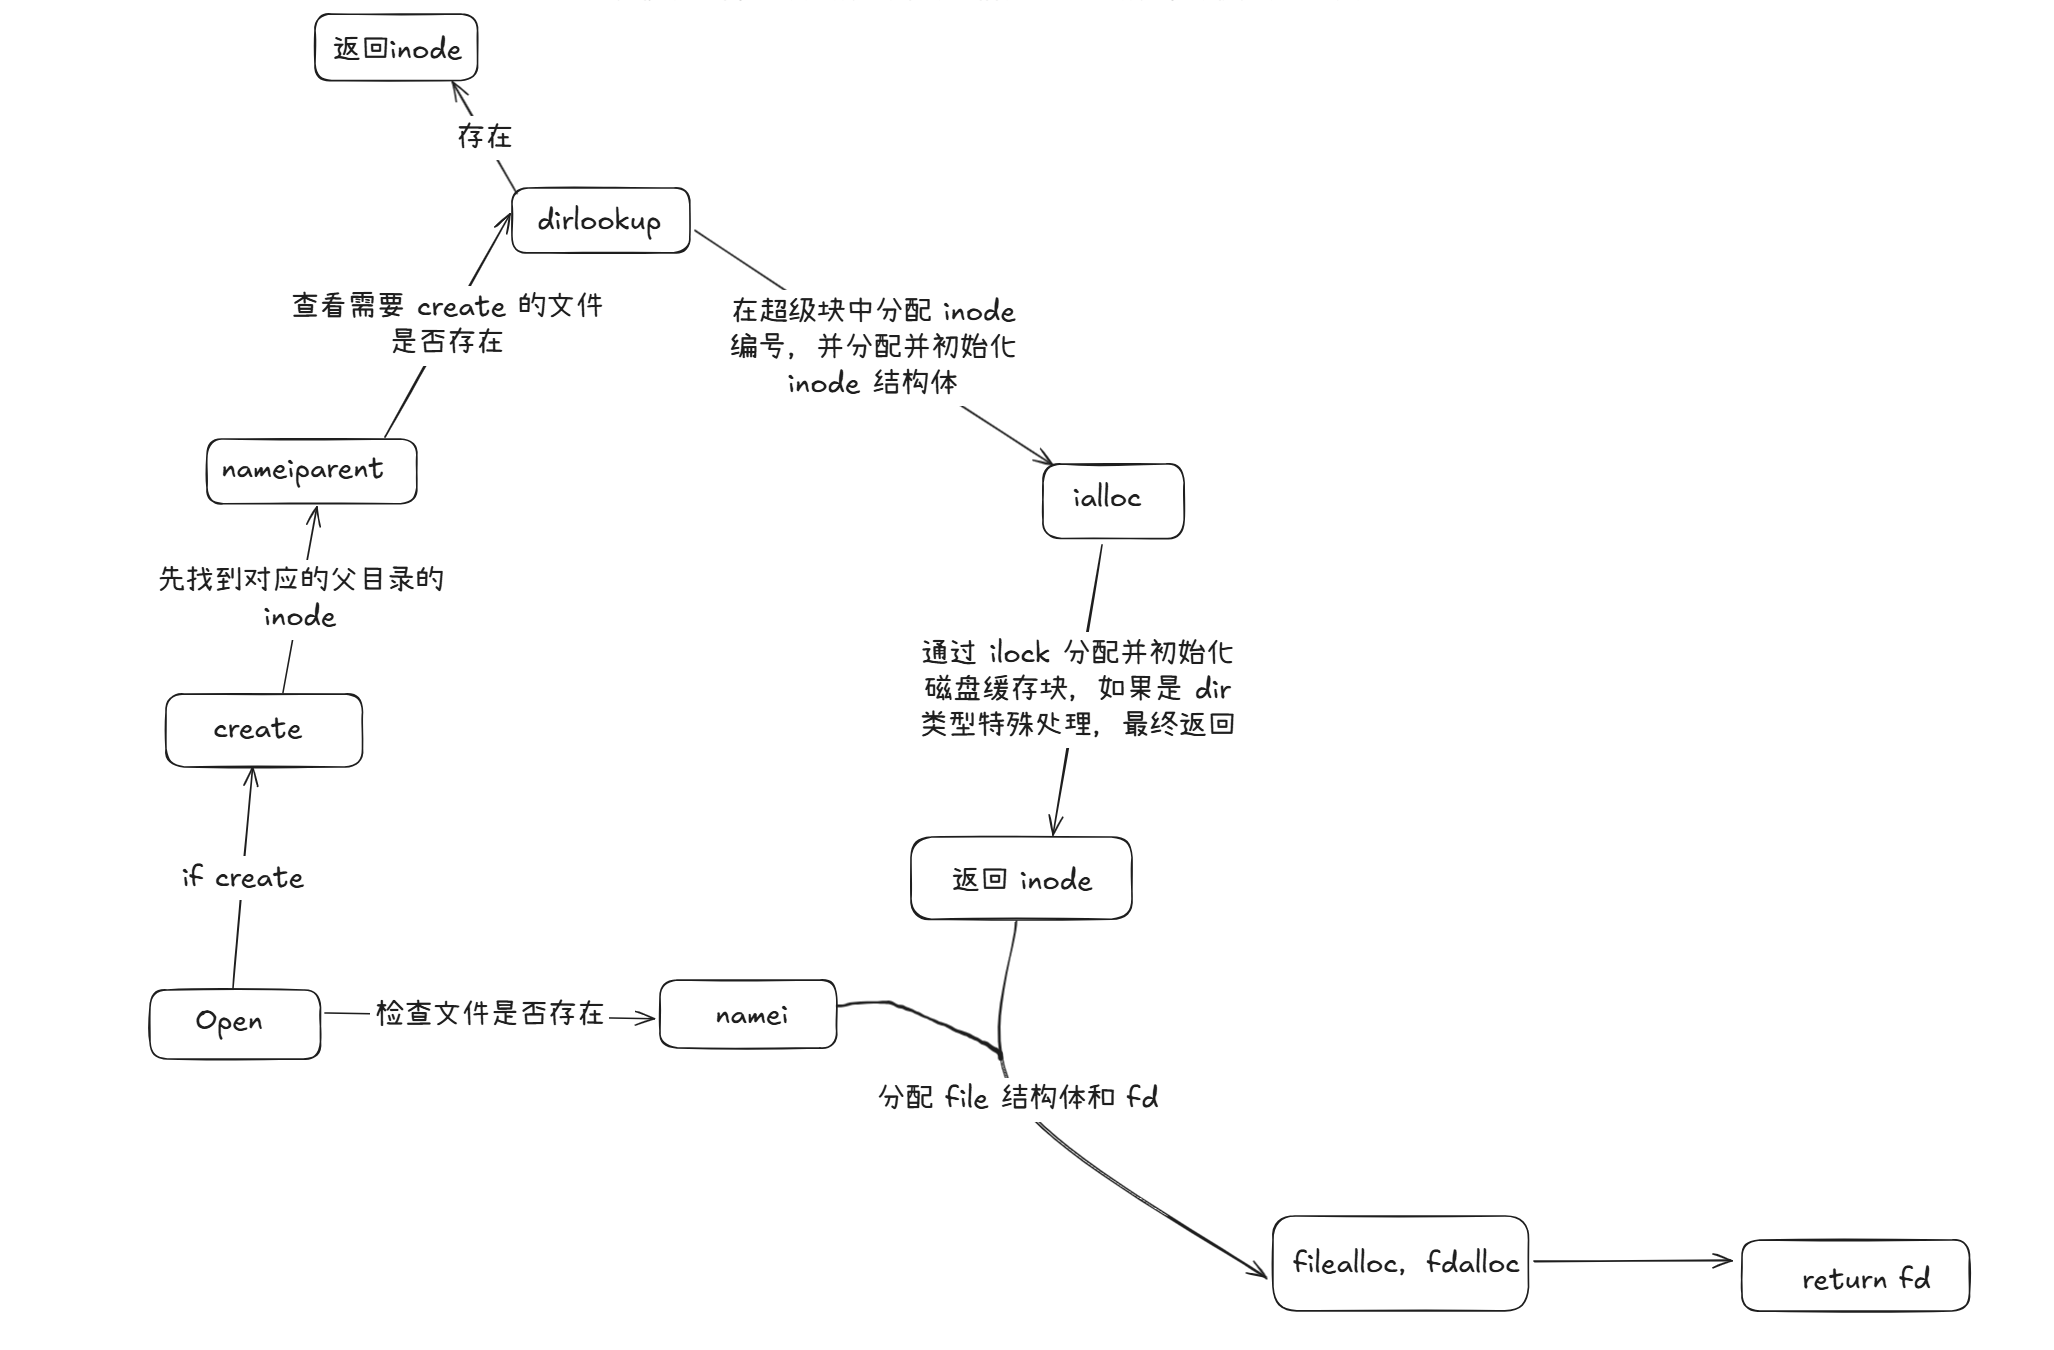 返回inode
存在
dirlookup
查看需要 create 的文件
是否存在
在超级块中分配 inode
编号，并分配并初始化
inode 结构体
nameiparent
ialloc
先找到对应的父目录的
inode
通过 ilock 分配并初始化
磁盘缓存块，如果是 dir
类型特殊处理，最终返回
create
if create
返回 inode
Open
检查文件是否存在
namei
分配 file 结构体和 fd
filealloc，fdalloc
return fd